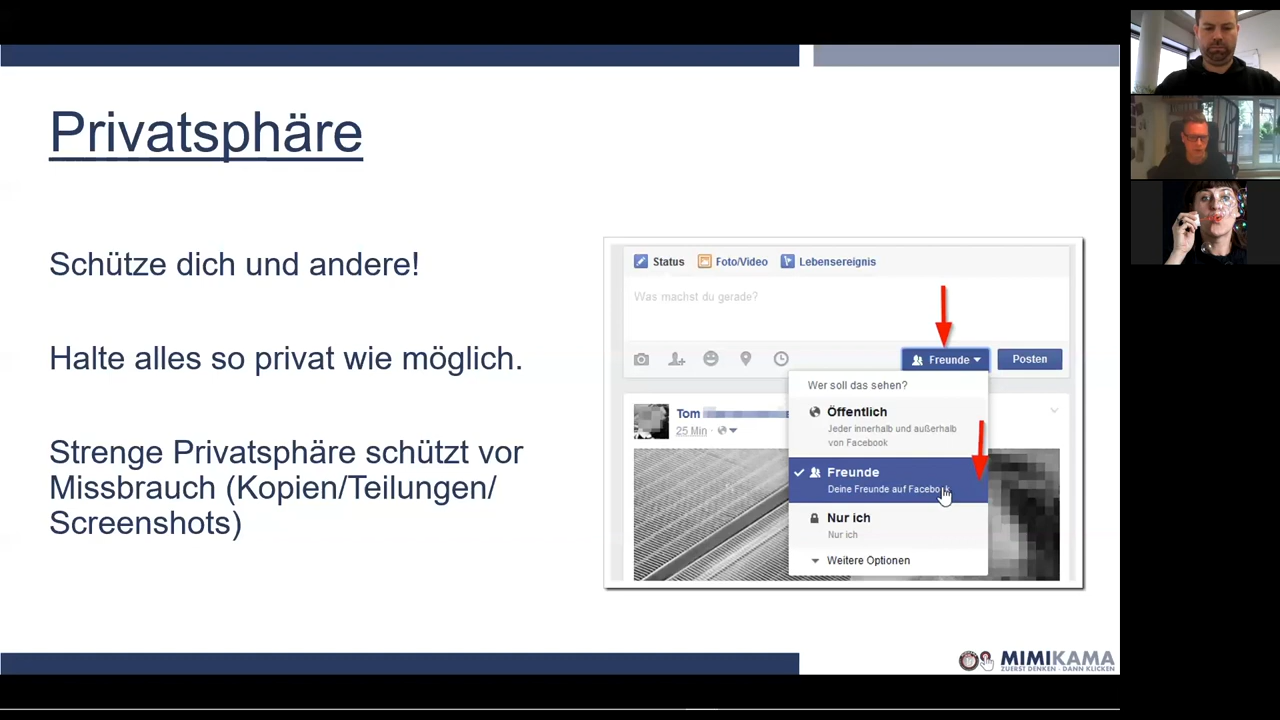 Privatsphäre
Schütze dich und andere!
Halte alles so privat wie möglich.
Strenge Privatsphäre schützt vor
Missbrauch (Kopien/Teilungen/
Screenshots)
Status Foto/Video Lebensereignis
Was machst du gerade?
Freunde Posten
Wer soll das sehen?
Öffentlich
Jeder innerhalb und außerhalb
von Facebook
Tom
25 Min
Freunde
Deine Freunde auf Facebook
Nur ich
Nur ich
Weitere Optionen
MIMIKAMA
ZUERST DENKEN - DANN KLICKEN